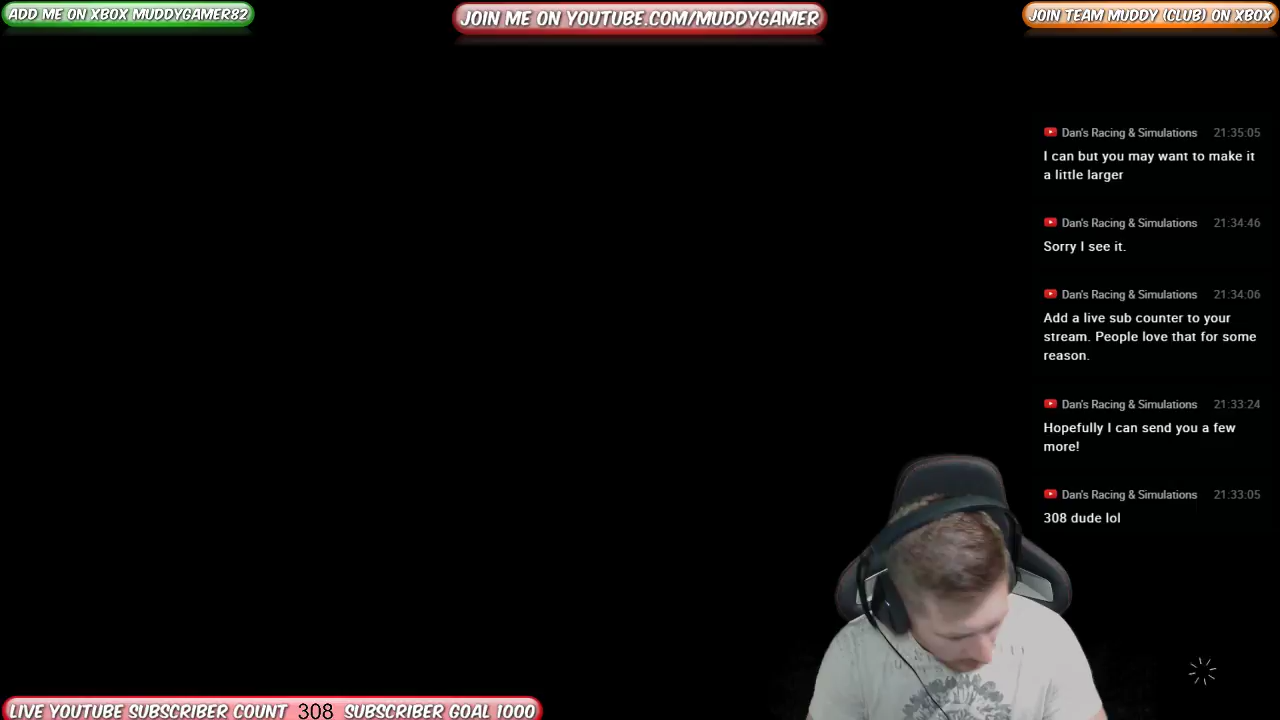 ADD ME ON XBOX MUDDYGAMER82
JOIN ME ON YOUTUBE.COM/MUDDYGAMER
JOIN TEAM MUDDY (CLUB) ON XBOX
Dan's Racing & Simulations 21:35:05
I can but you may want to make it
a little larger
Dan's Racing & Simulations 21:34:46
Sorry I see it.
Dan's Racing & Simulations 21:34:06
Add a live sub counter to your
stream. People love that for some
reason.
Dan's Racing & Simulations 21:33:24
Hopefully I can send you a few
more!
Dan's Racing & Simulations 21:33:05
308 dude lol
LIVE YOUTUBE SUBSCRIBER COUNT 308 SUBSCRIBER GOAL 1000